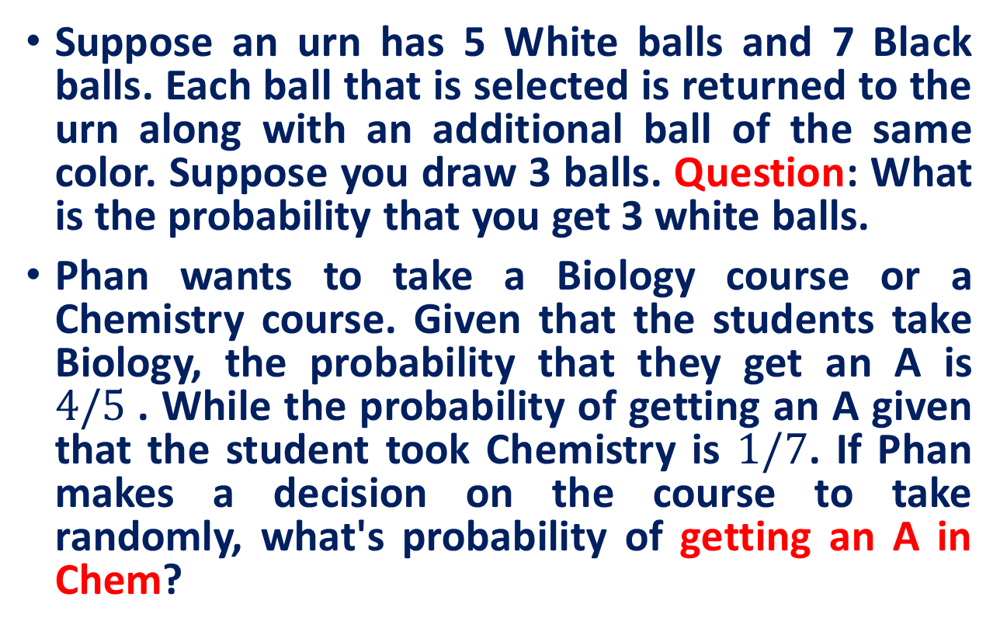 • Suppose an urn has 5 White balls and 7 Black
balls. Each ball that is selected is returned to the
urn along with an additional ball of the same
color. Suppose you draw 3 balls. Question: What
is the probability that you get 3 white balls.
• Phan wants to take a Biology course or a
Chemistry course. Given that the students take
Biology, the probability that they get an A is
4/5 . While the probability of getting an A given
that the student took Chemistry is 1/7. If Phan
makes a decision on the course to take
randomly, what's probability of getting an A in
Chem?